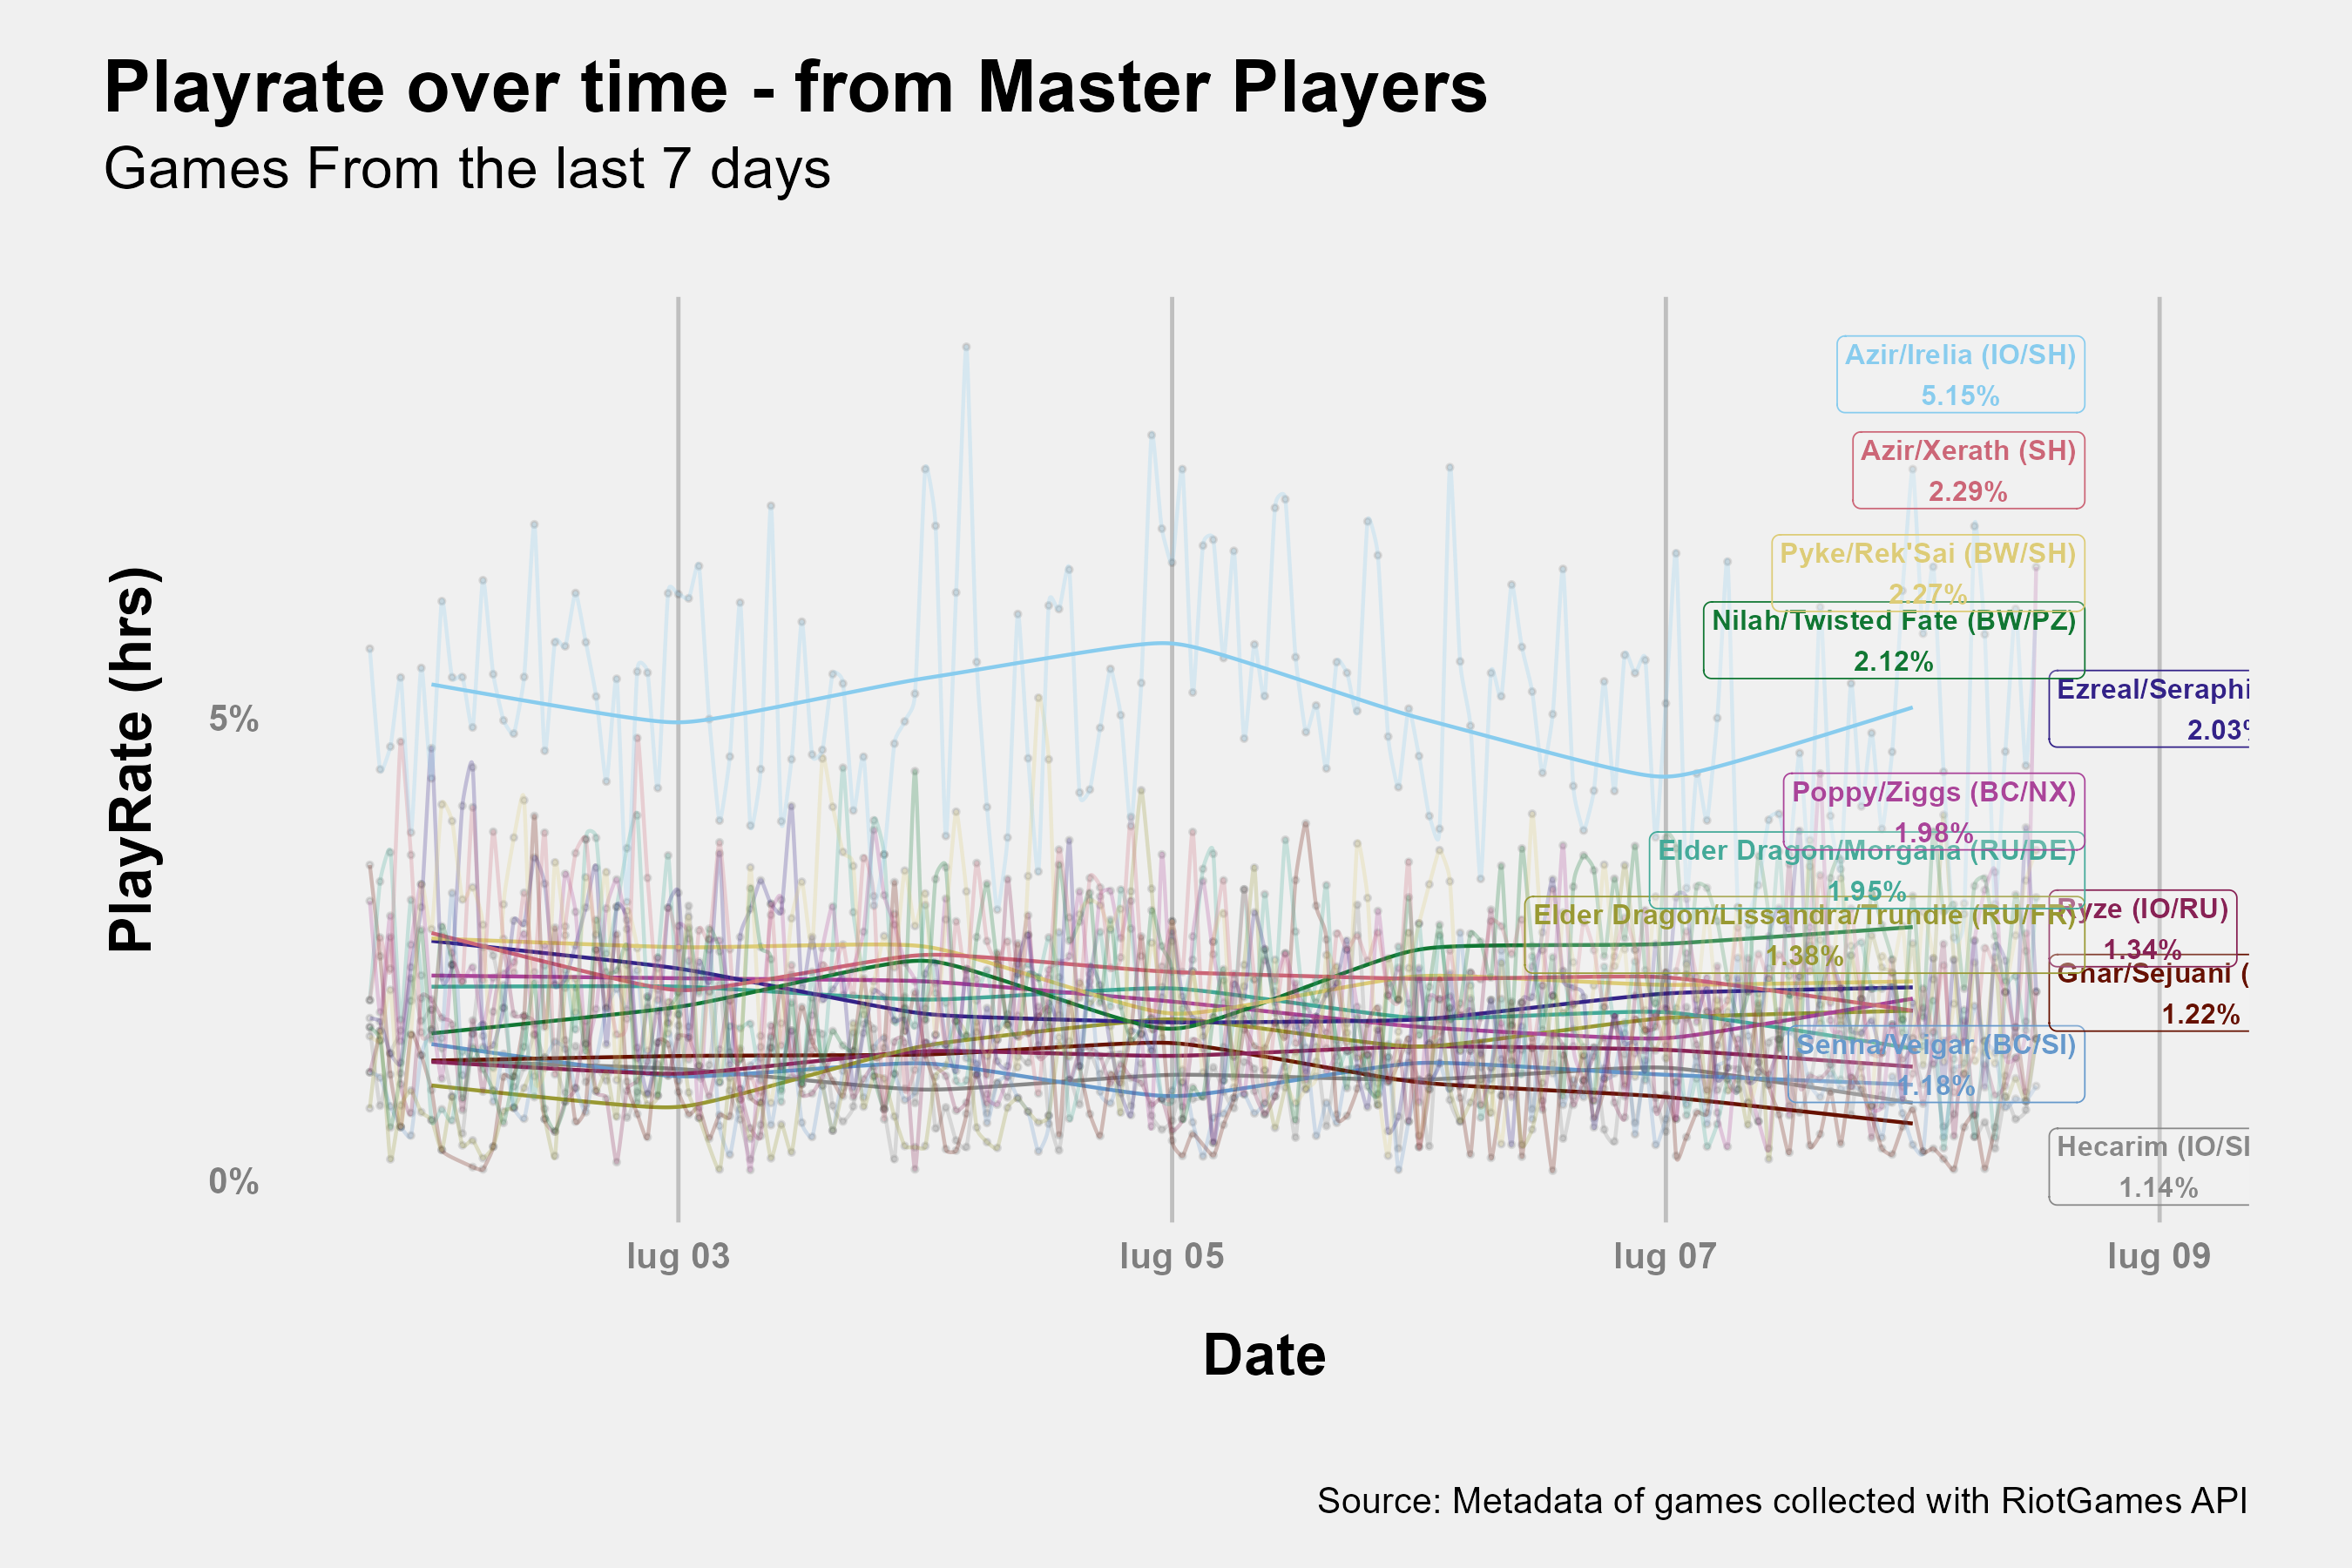 Playrate over time - from Master Players
Games From the last 7 days
PlayRate (hrs)
5%
0%
Azir/Irelia (IO/SH)
5.15%
Azir/Xerath (SH)
2.29%
Pyke/Rek'Sai (BW/SH)
2.27%
Nilah/Twisted Fate (BW/PZ)
2.12%
Ezreal/Seraphi
2.03%
Poppy/Ziggs (BC/NX)
1.98%
Elder Dragon/Morgana (RU/DE)
1.95%
Ryze (IO/RU)
1.34%
Elder Dragon/Lissandra/Trundle (RU/FR)
1.38%
Gnar/Sejuani (
1.22%
Senna/Veigar (BC/SI)
1.18%
Hecarim (IO/SI
1.14%
lug 03
lug 05
lug 07
lug 09
Date
Source: Metadata of games collected with RiotGames API